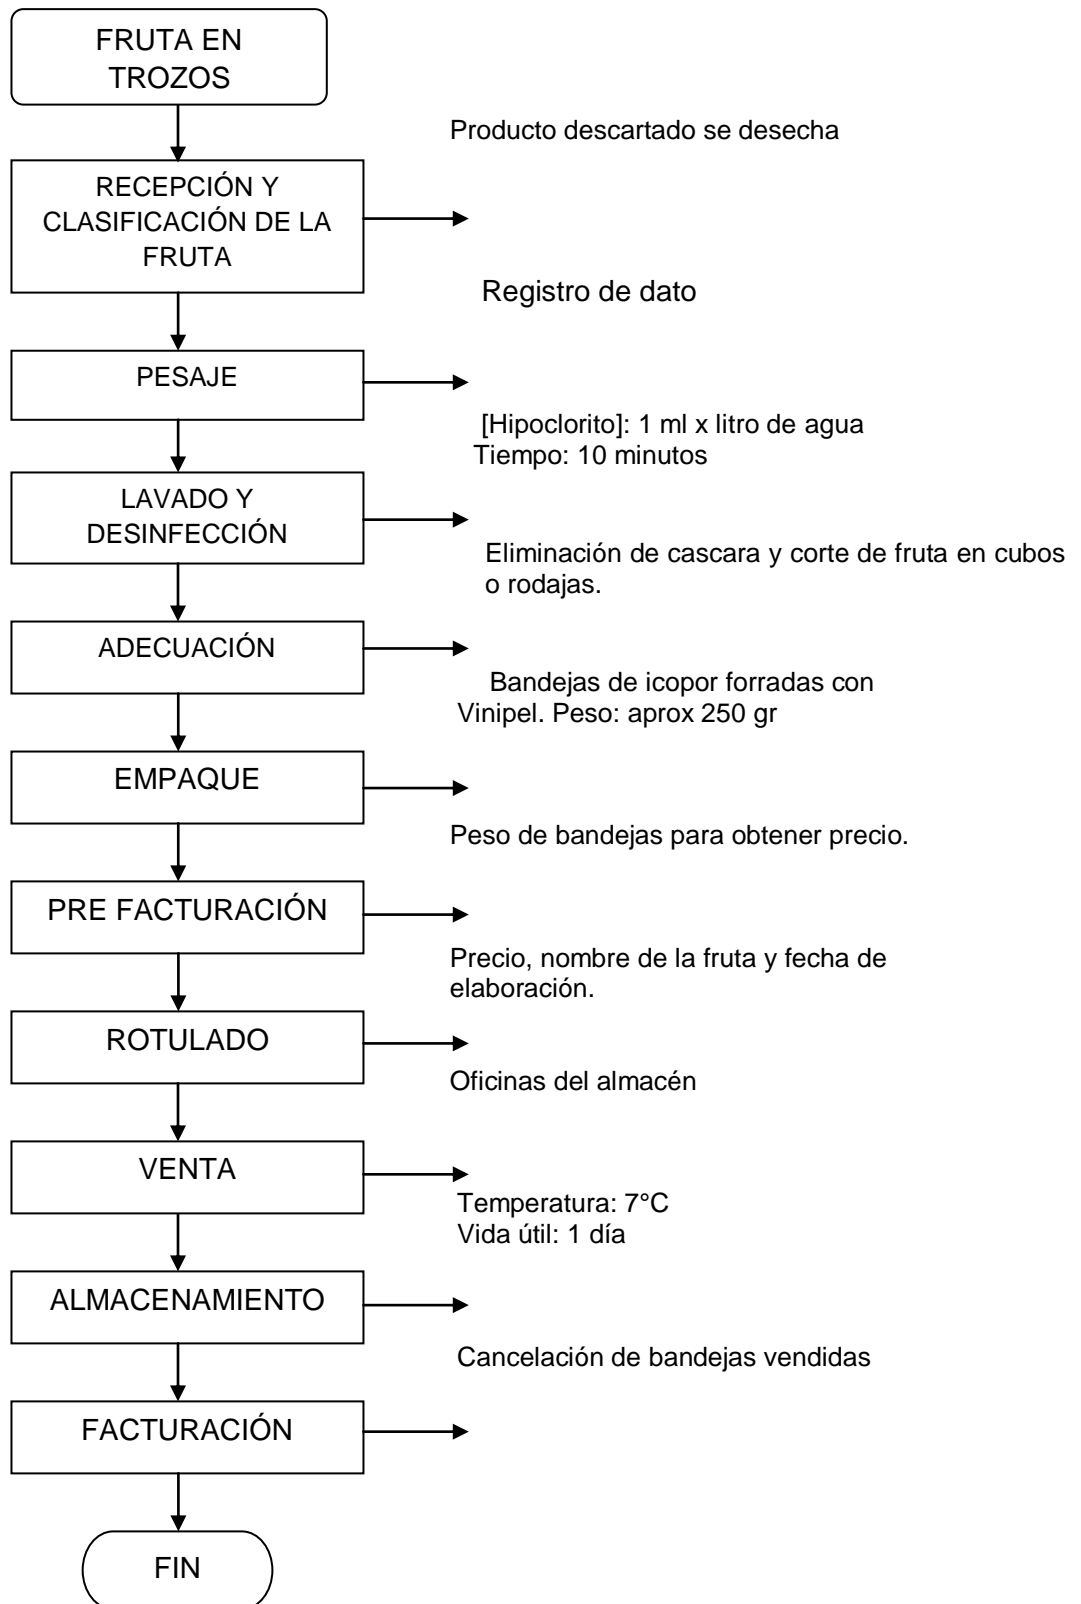 FRUTA EN
TROZOS
Producto descartado se desecha
RECEPCIÓN Y
CLASIFICACIÓN DE LA
FRUTA
Registro de dato
PESAJE
[Hipoclorito]: 1 ml x litro de agua
Tiempo: 10 minutos
LAVADO Y
DESINFECCIÓN
Eliminación de cascara y corte de fruta en cubos
o rodajas.
ADECUACIÓN
Bandejas de icopor forradas con
Vinipel. Peso: aprox 250 gr
EMPAQUE
Peso de bandejas para obtener precio.
PRE FACTURACIÓN
Precio, nombre de la fruta y fecha de
elaboración.
ROTULADO
Oficinas del almacén
VENTA
Temperatura: 7°C
Vida útil: 1 día
ALMACENAMIENTO
Cancelación de bandejas vendidas
FACTURACIÓN
FIN